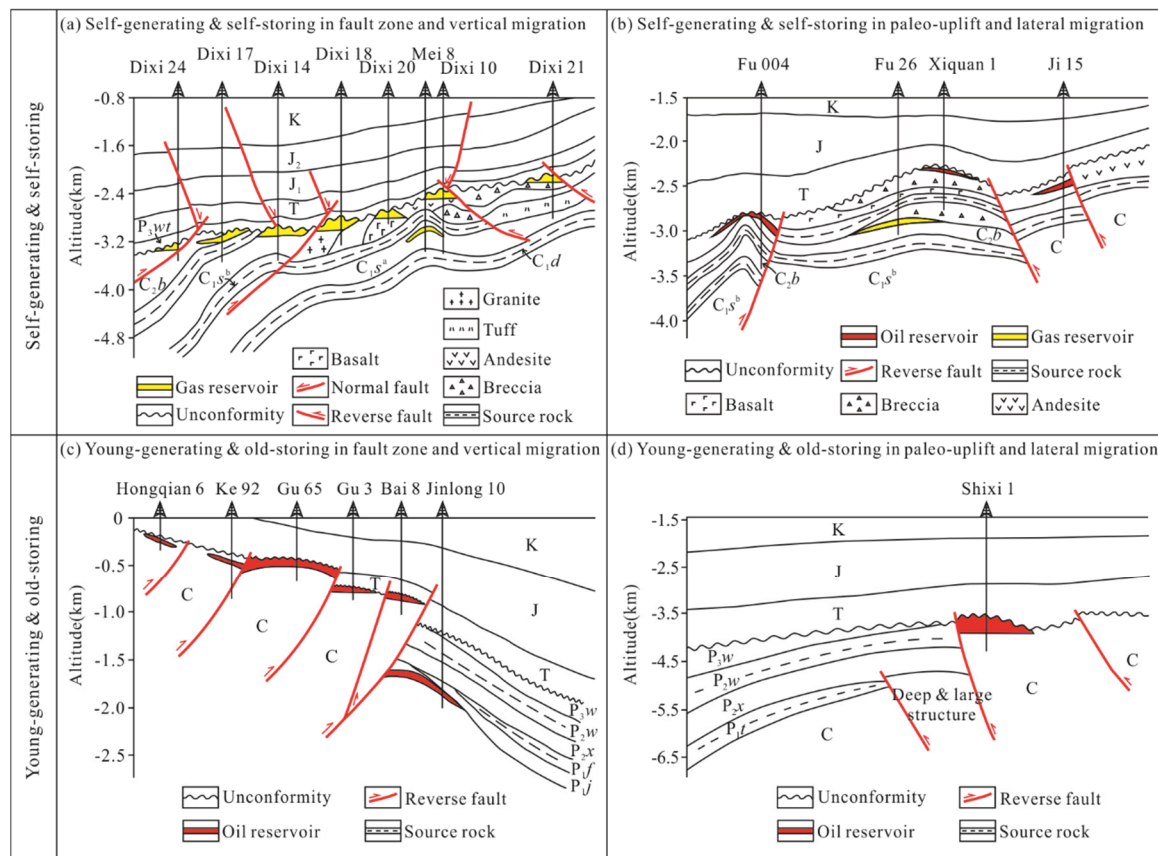 Self-generating & self-storing
(a) Self-generating & self-storing in fault zone and vertical migration
Dixi 24
Dixi 17
Dixi 14
Dixi 18
Dixi 20
Mei 8
Dixi 10
Dixi 21
Altitude(km)
-0.8
-1.6
-2.4
-3.2
-4.0
-4.8
K
J₂
J₁
T
P₃wt
C₂b
C₁sᵇ
C₁sᵃ
C₁d
Granite
Tuff
Basalt
Andesite
Gas reservoir
Normal fault
Breccia
Unconformity
Reverse fault
Source rock
(b) Self-generating & self-storing in paleo-uplift and lateral migration
Fu 004
Fu 26
Xiquan 1
Ji 15
Altitude(km)
-1.5
-2.0
-2.5
-3.0
-3.5
-4.0
K
J
T
C₂b
C₂b
C₁sᵇ
C₁sᵇ
C
C
Oil reservoir
Gas reservoir
Unconformity
Reverse fault
Source rock
Basalt
Breccia
Andesite
Young-generating & old-storing
(c) Young-generating & old-storing in fault zone and vertical migration
Hongqian 6
Ke 92
Gu 65
Gu 3
Bai 8
Jinlong 10
Altitude(km)
0
-0.5
-1.0
-1.5
-2.0
-2.5
K
J
T
T
C
C
C
P₃w
P₂w
P₂x
P₁f
P₁j
Unconformity
Reverse fault
Oil reservoir
Source rock
(d) Young-generating & old-storing in paleo-uplift and lateral migration
Shixi 1
Altitude(km)
-1.5
-2.5
-3.5
-4.5
-5.5
-6.5
K
J
T
P₃w
P₂w
P₂x
P₁t
C
C
C
Deep & large
structure
Unconformity
Reverse fault
Oil reservoir
Source rock